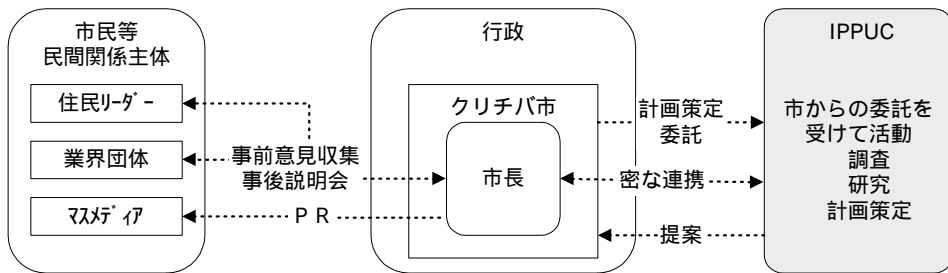 市民等
民間関係主体
住民ﾘｰﾀﾞｰ
業界団体
ﾏｽﾒﾃﾞｨｱ
事前意見収集
事後説明会
ＰＲ
行政
クリチバ市
市長
計画策定
委託
密な連携
提案
IPPUC
市からの委託を
受けて活動
調査
研究
計画策定